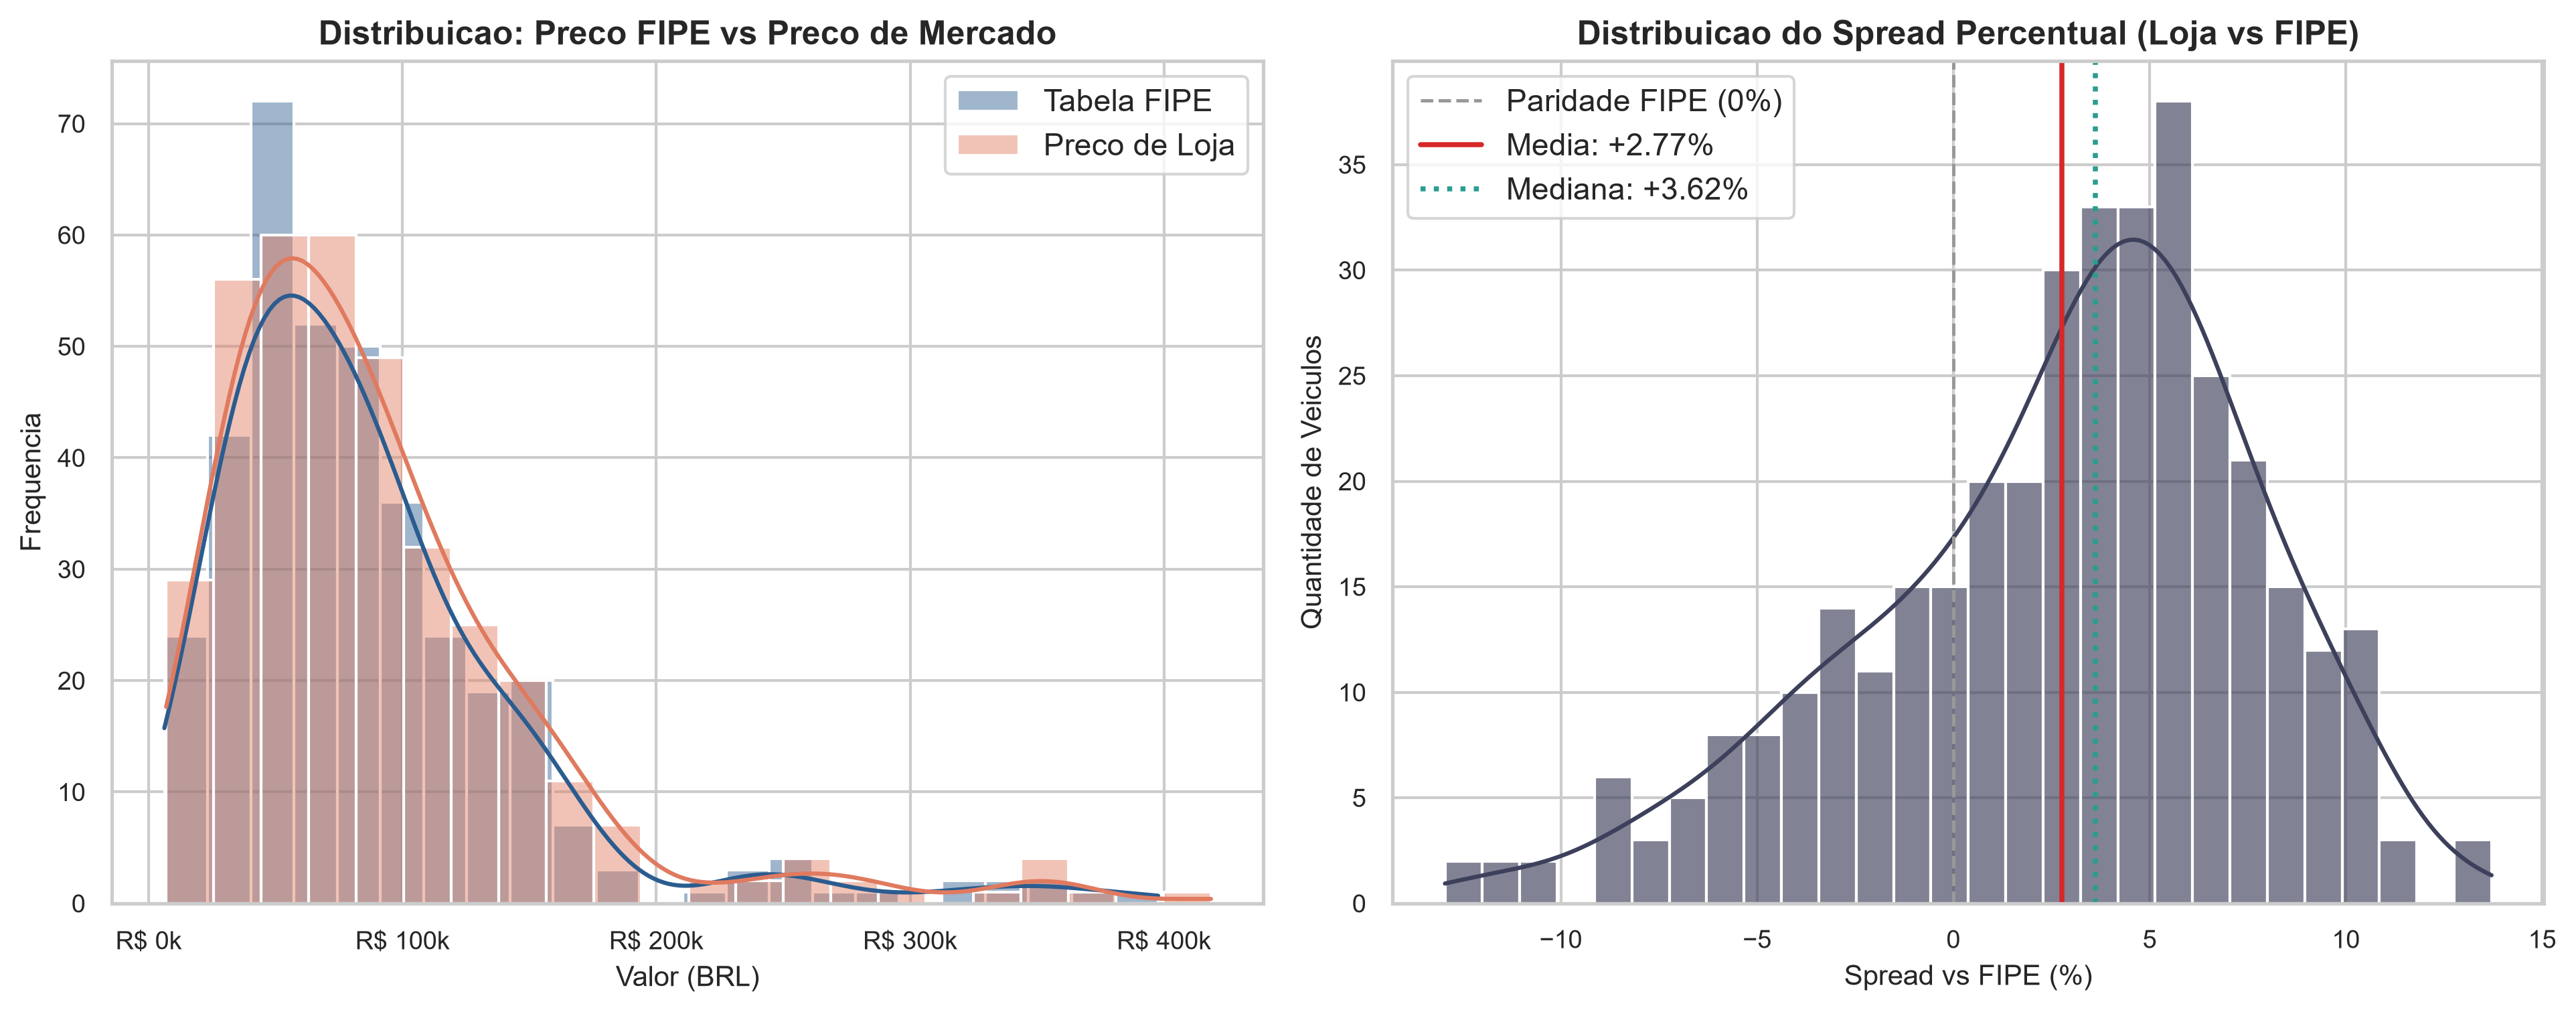 Distribuicao: Preco FIPE vs Preco de Mercado
Tabela FIPE
Preco de Loja
Frequencia
70
60
50
40
30
20
10
0
R$ 0k
R$ 100k
R$ 200k
R$ 300k
R$ 400k
Valor (BRL)
Distribuicao do Spread Percentual (Loja vs FIPE)
Paridade FIPE (0%)
Media: +2.77%
Mediana: +3.62%
Quantidade de Veiculos
35
30
25
20
15
10
5
0
−10
−5
0
5
10
15
Spread vs FIPE (%)